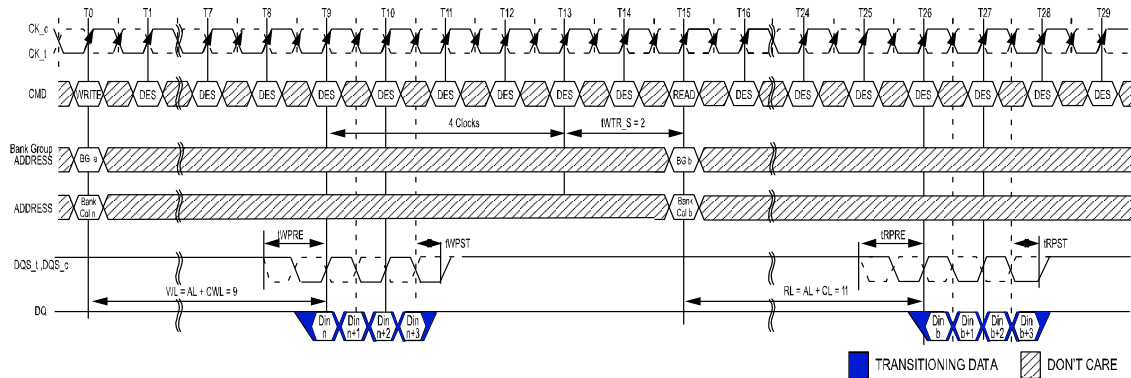 T0 T1 T7 T8 T9 T10 T11 T12 T13 T14 T15 T16 T24 T25 T26 T27 T28 T29
CK_c
CK_t
CMD WRITE DES DES DES DES DES DES DES DES DES READ DES DES DES DES DES DES DES
4 Clocks tWTR_S = 2
Bank Group
ADDRESS BG a BG b
ADDRESS Bank Col n Bank Col b
tWPRE tWPST tRPRE tRPST
DQS_t ,DQS_c
WL = AL + CWL = 9 RL = AL + CL = 11
DQ Din n Din n+1 Din n+2 Din n+3 Din b Din b+1 Din b+2 Din b+3
TRANSITIONING DATA DON'T CARE